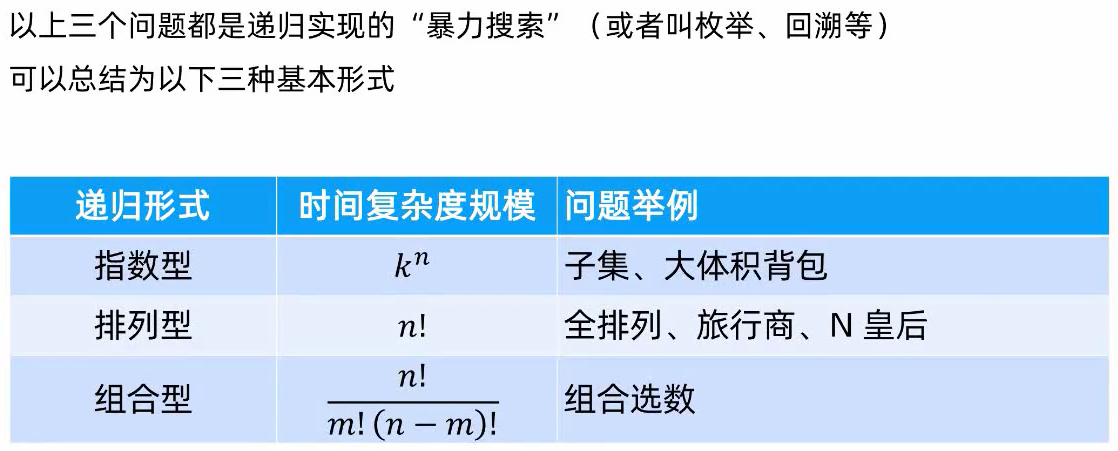 以上三个问题都是递归实现的“暴力搜索”（或者叫枚举、回溯等）
可以总结为以下三种基本形式
递归形式 时间复杂度规模 问题举例
指数型 kⁿ 子集、大体积背包
排列型 n! 全排列、旅行商、N 皇后
组合型 n!/m!(n − m)! 组合选数